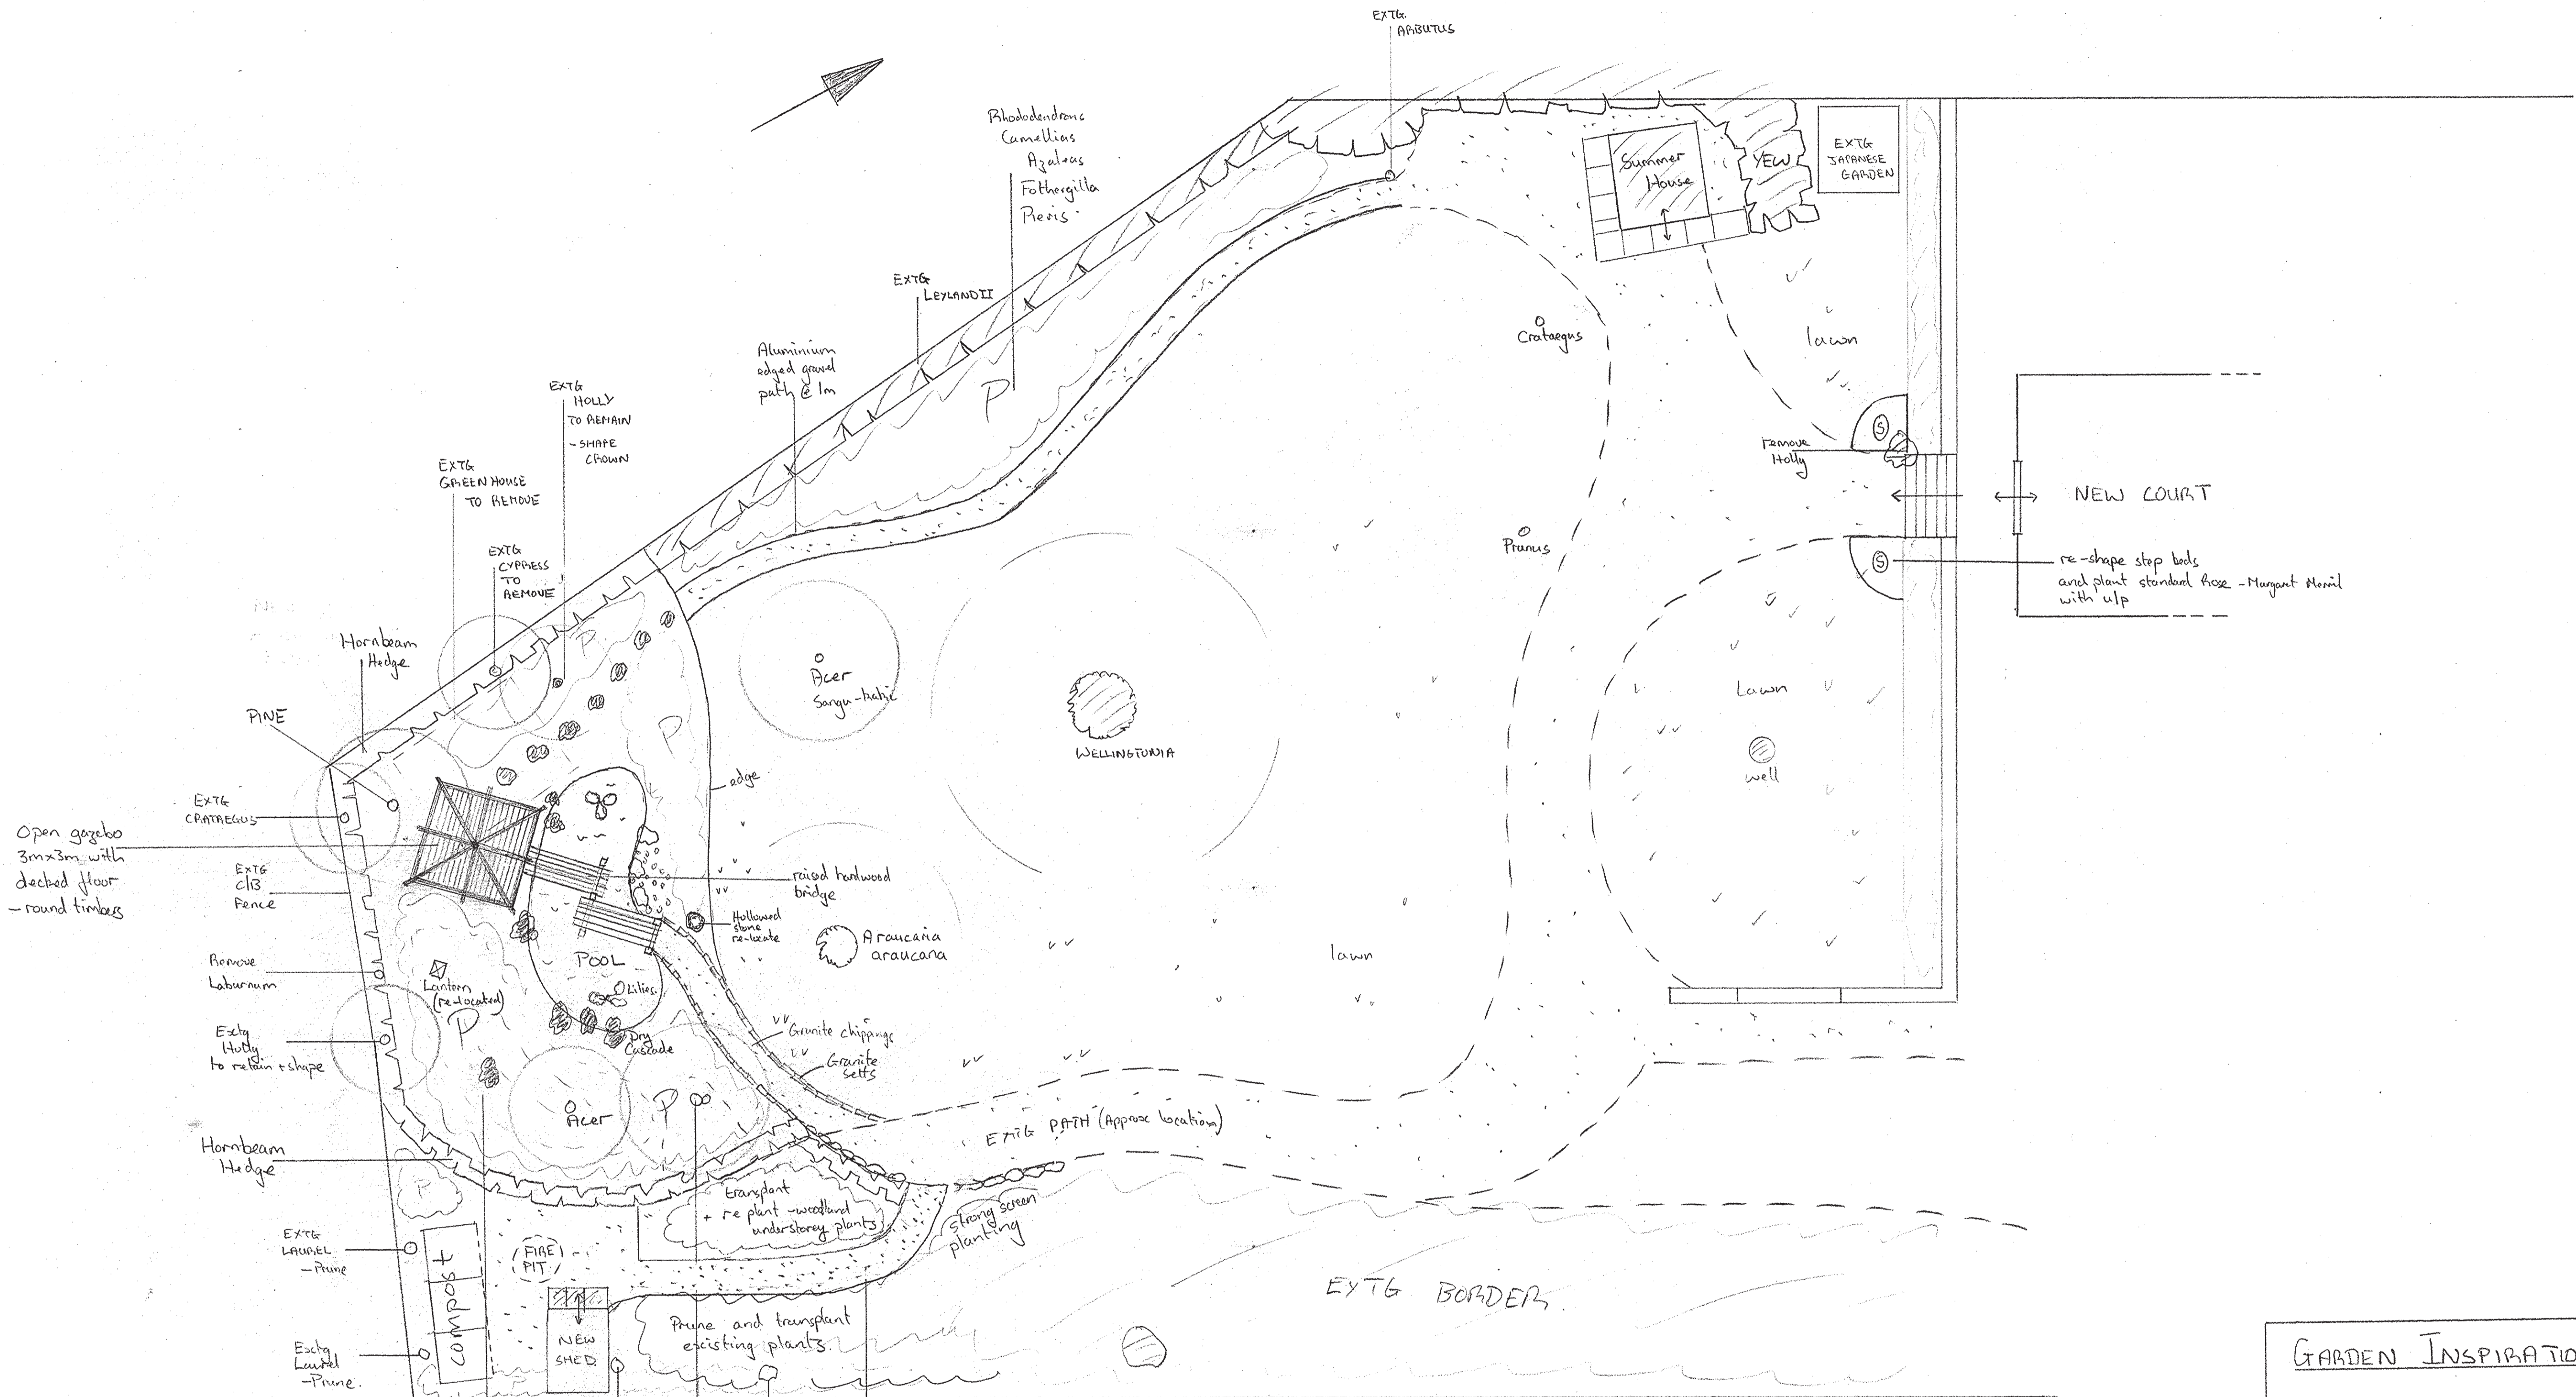 EXTG.
ARBUTUS
Rhododendrons
Camellias
Azaleas
Fothergilla
Pieris
Summer
House
YEW
EXTG
JAPANESE
GARDEN
EXTG
LEYLANDII
Aluminium
edged gravel
path @ 1m
P
EXTG
HOLLY
TO REMAIN
- SHAPE
CROWN
EXTG
GREENHOUSE
TO REMOVE
EXTG
CYPRESS
TO
REMOVE
Crataegus
lawn
S
remove
Holly
NEW COURT
Prunus
S
re-shape step beds
and plant standard Rose - Margaret Merril
with u/p
Hornbeam
Hedge
P
PINE
Acer
Sangu-kaku
P
WELLINGTONIA
Lawn
well
edge
EXTG
CRATAEGUS
Open gazebo
3mx3m with
decked floor
- round timbers
EXTG
C/B
Fence
raised hardwood
bridge
Hollowed
stone
re-locate
Araucaria
araucana
lawn
POOL
Remove
Laburnum
Lantern
(re-located)
Lilies
P
Dry
Cascade
Granite chippings
Granite
setts
Exctg
Holly
to retain + shape
Acer
P
EXTG PATH (Approx location)
Hornbeam
Hedge
P
transplant
+ re plant -woodland
understorey plants
strong screen
planting
EXTG
LAUREL
- Prune
FIRE
PIT
compost
EXTG BORDER.
NEW
SHED
Prune and transplant
existing plants.
Exctg
Laurel
- Prune.
GARDEN INSPIRATIO